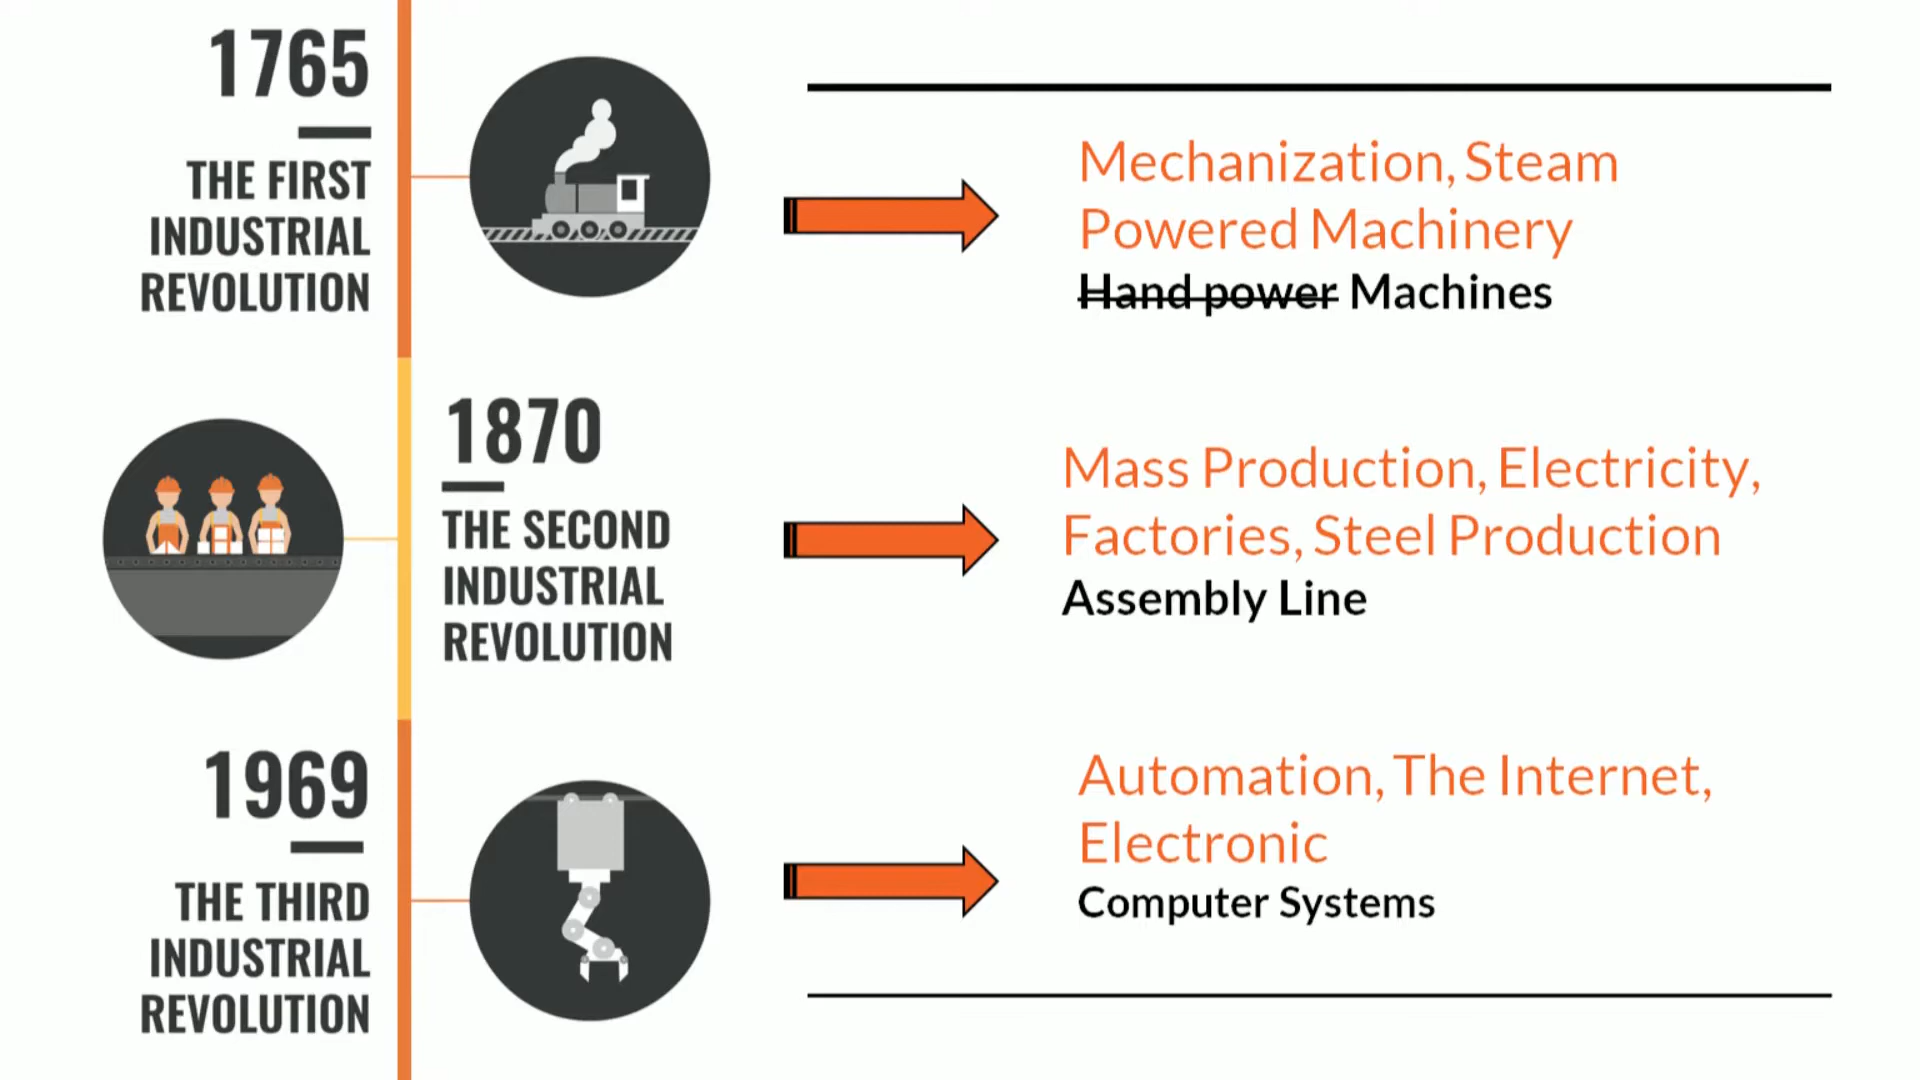 1765
THE FIRST
INDUSTRIAL
REVOLUTION
Mechanization, Steam
Powered Machinery
Hand power Machines
1870
THE SECOND
INDUSTRIAL
REVOLUTION
Mass Production, Electricity,
Factories, Steel Production
Assembly Line
1969
THE THIRD
INDUSTRIAL
REVOLUTION
Automation, The Internet,
Electronic
Computer Systems